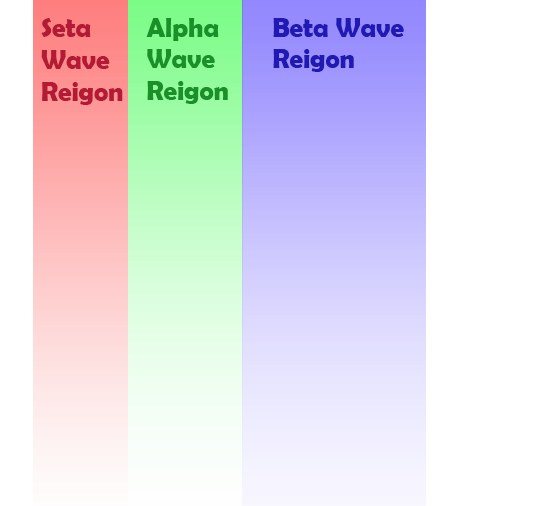 Seta
Wave
Reigon
Alpha
Wave
Reigon
Beta Wave
Reigon